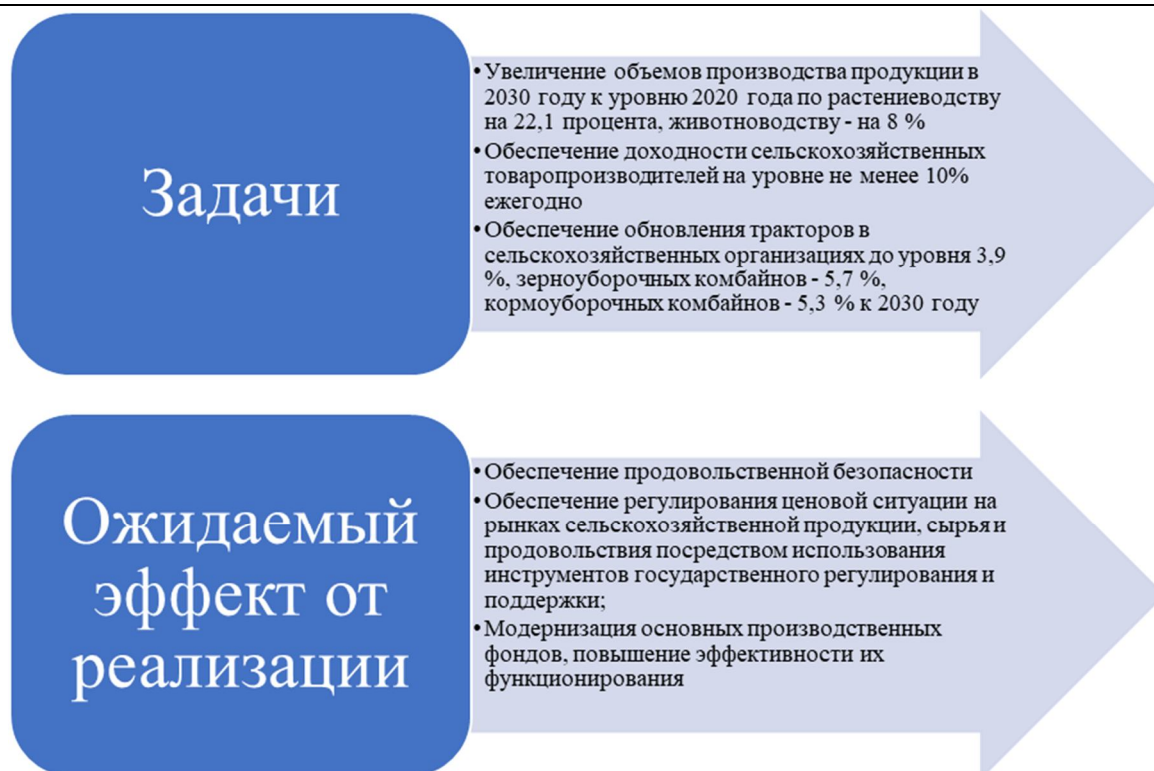 Задачи
• Увеличение объемов производства продукции в
2030 году к уровню 2020 года по растениеводству
на 22,1 процента, животноводству - на 8 %
• Обеспечение доходности сельскохозяйственных
товаропроизводителей на уровне не менее 10%
ежегодно
• Обеспечение обновления тракторов в
сельскохозяйственных организациях до уровня 3,9
%, зерноуборочных комбайнов - 5,7 %,
кормоуборочных комбайнов - 5,3 % к 2030 году
Ожидаемый
эффект от
реализации
• Обеспечение продовольственной безопасности
• Обеспечение регулирования ценовой ситуации на
рынках сельскохозяйственной продукции, сырья и
продовольствия посредством использования
инструментов государственного регулирования и
поддержки;
• Модернизация основных производственных
фондов, повышение эффективности их
функционирования